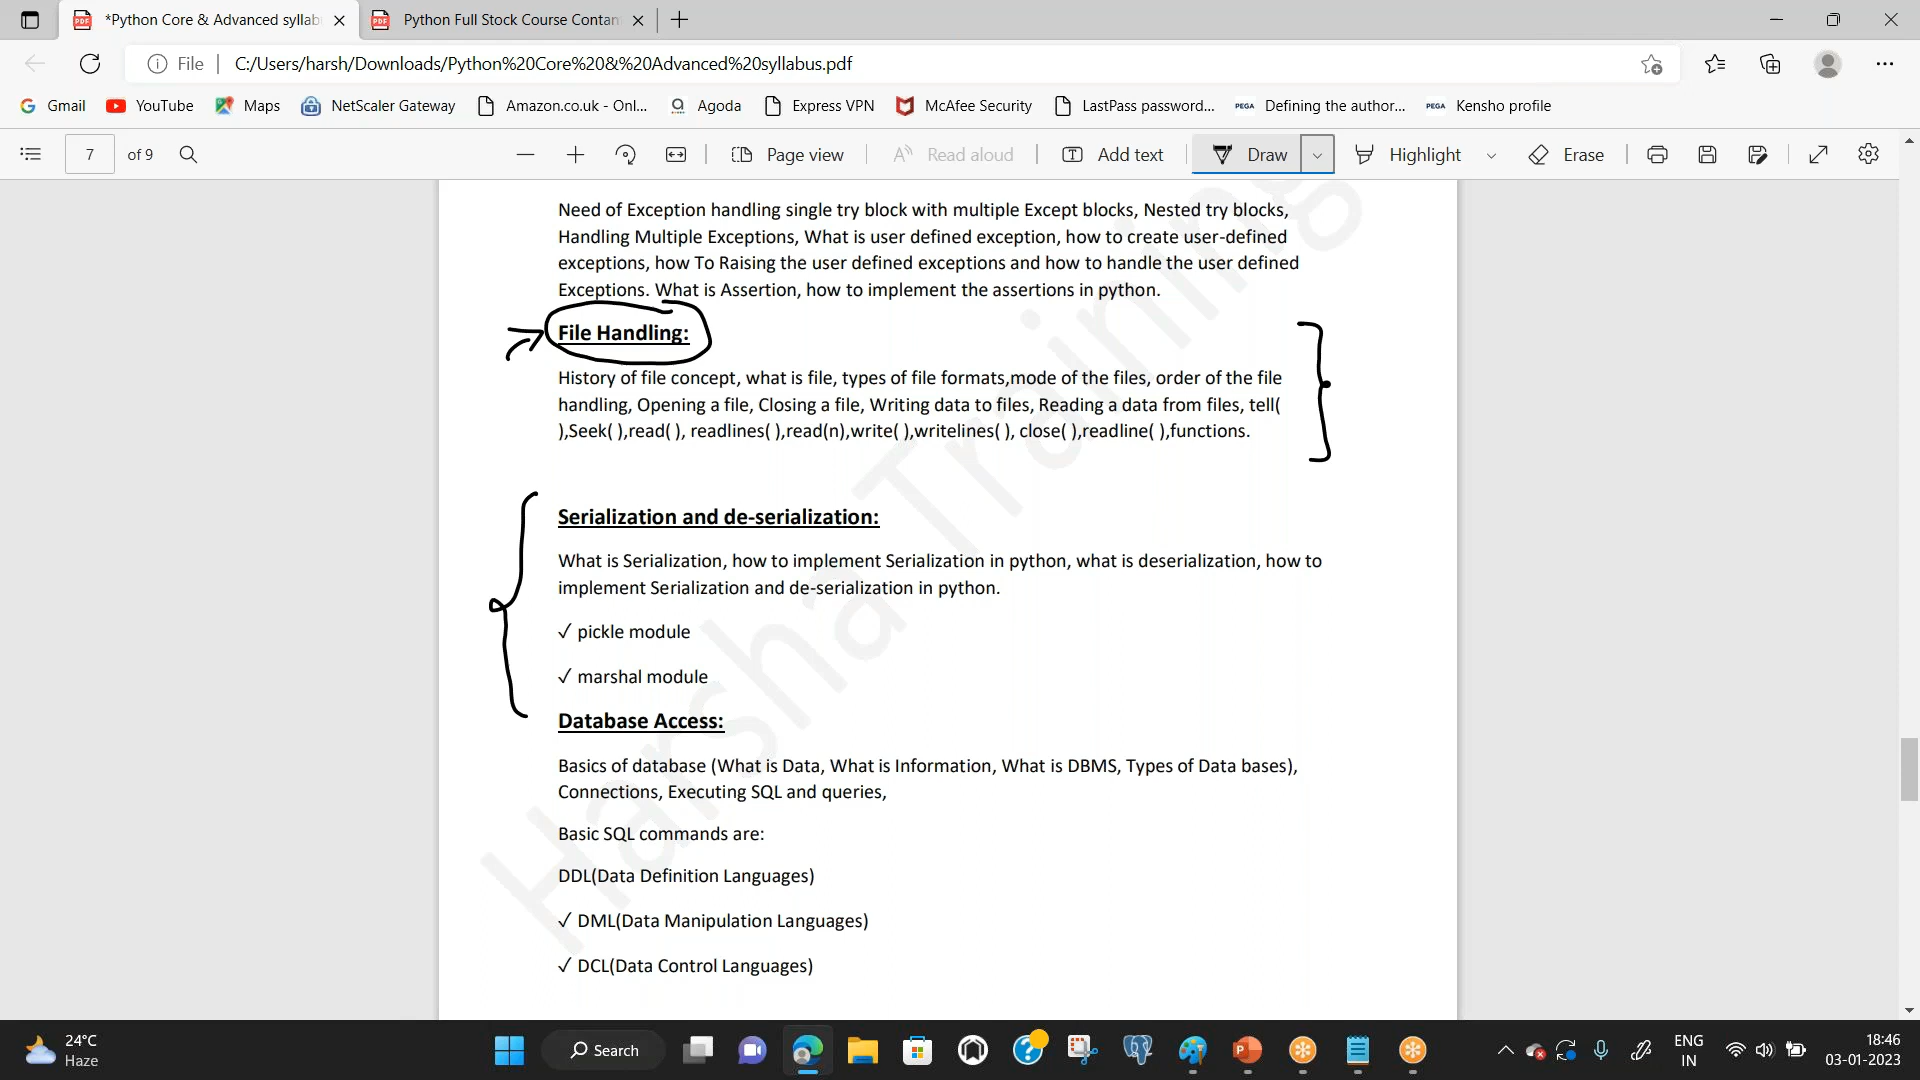 *Python Core & Advanced syllab
Python Full Stock Course Contan
File
C:/Users/harsh/Downloads/Python%20Core%20&%20Advanced%20syllabus.pdf
Gmail YouTube Maps NetScaler Gateway Amazon.co.uk - Onl... Agoda Express VPN McAfee Security LastPass password... PEGA Defining the author... PEGA Kensho profile
7 of 9 Page view Read aloud Add text Draw Highlight Erase
Need of Exception handling single try block with multiple Except blocks, Nested try blocks,
Handling Multiple Exceptions, What is user defined exception, how to create user-defined
exceptions, how To Raising the user defined exceptions and how to handle the user defined
Exceptions. What is Assertion, how to implement the assertions in python.
File Handling:
History of file concept, what is file, types of file formats,mode of the files, order of the file
handling, Opening a file, Closing a file, Writing data to files, Reading a data from files, tell(
),Seek( ),read( ), readlines( ),read(n),write( ),writelines( ), close( ),readline( ),functions.
Serialization and de-serialization:
What is Serialization, how to implement Serialization in python, what is deserialization, how to
implement Serialization and de-serialization in python.
✓ pickle module
✓ marshal module
Database Access:
Basics of database (What is Data, What is Information, What is DBMS, Types of Data bases),
Connections, Executing SQL and queries,
Basic SQL commands are:
DDL(Data Definition Languages)
✓ DML(Data Manipulation Languages)
✓ DCL(Data Control Languages)
Harsha Training
24°C
Haze
Search
ENG
IN
18:46
03-01-2023